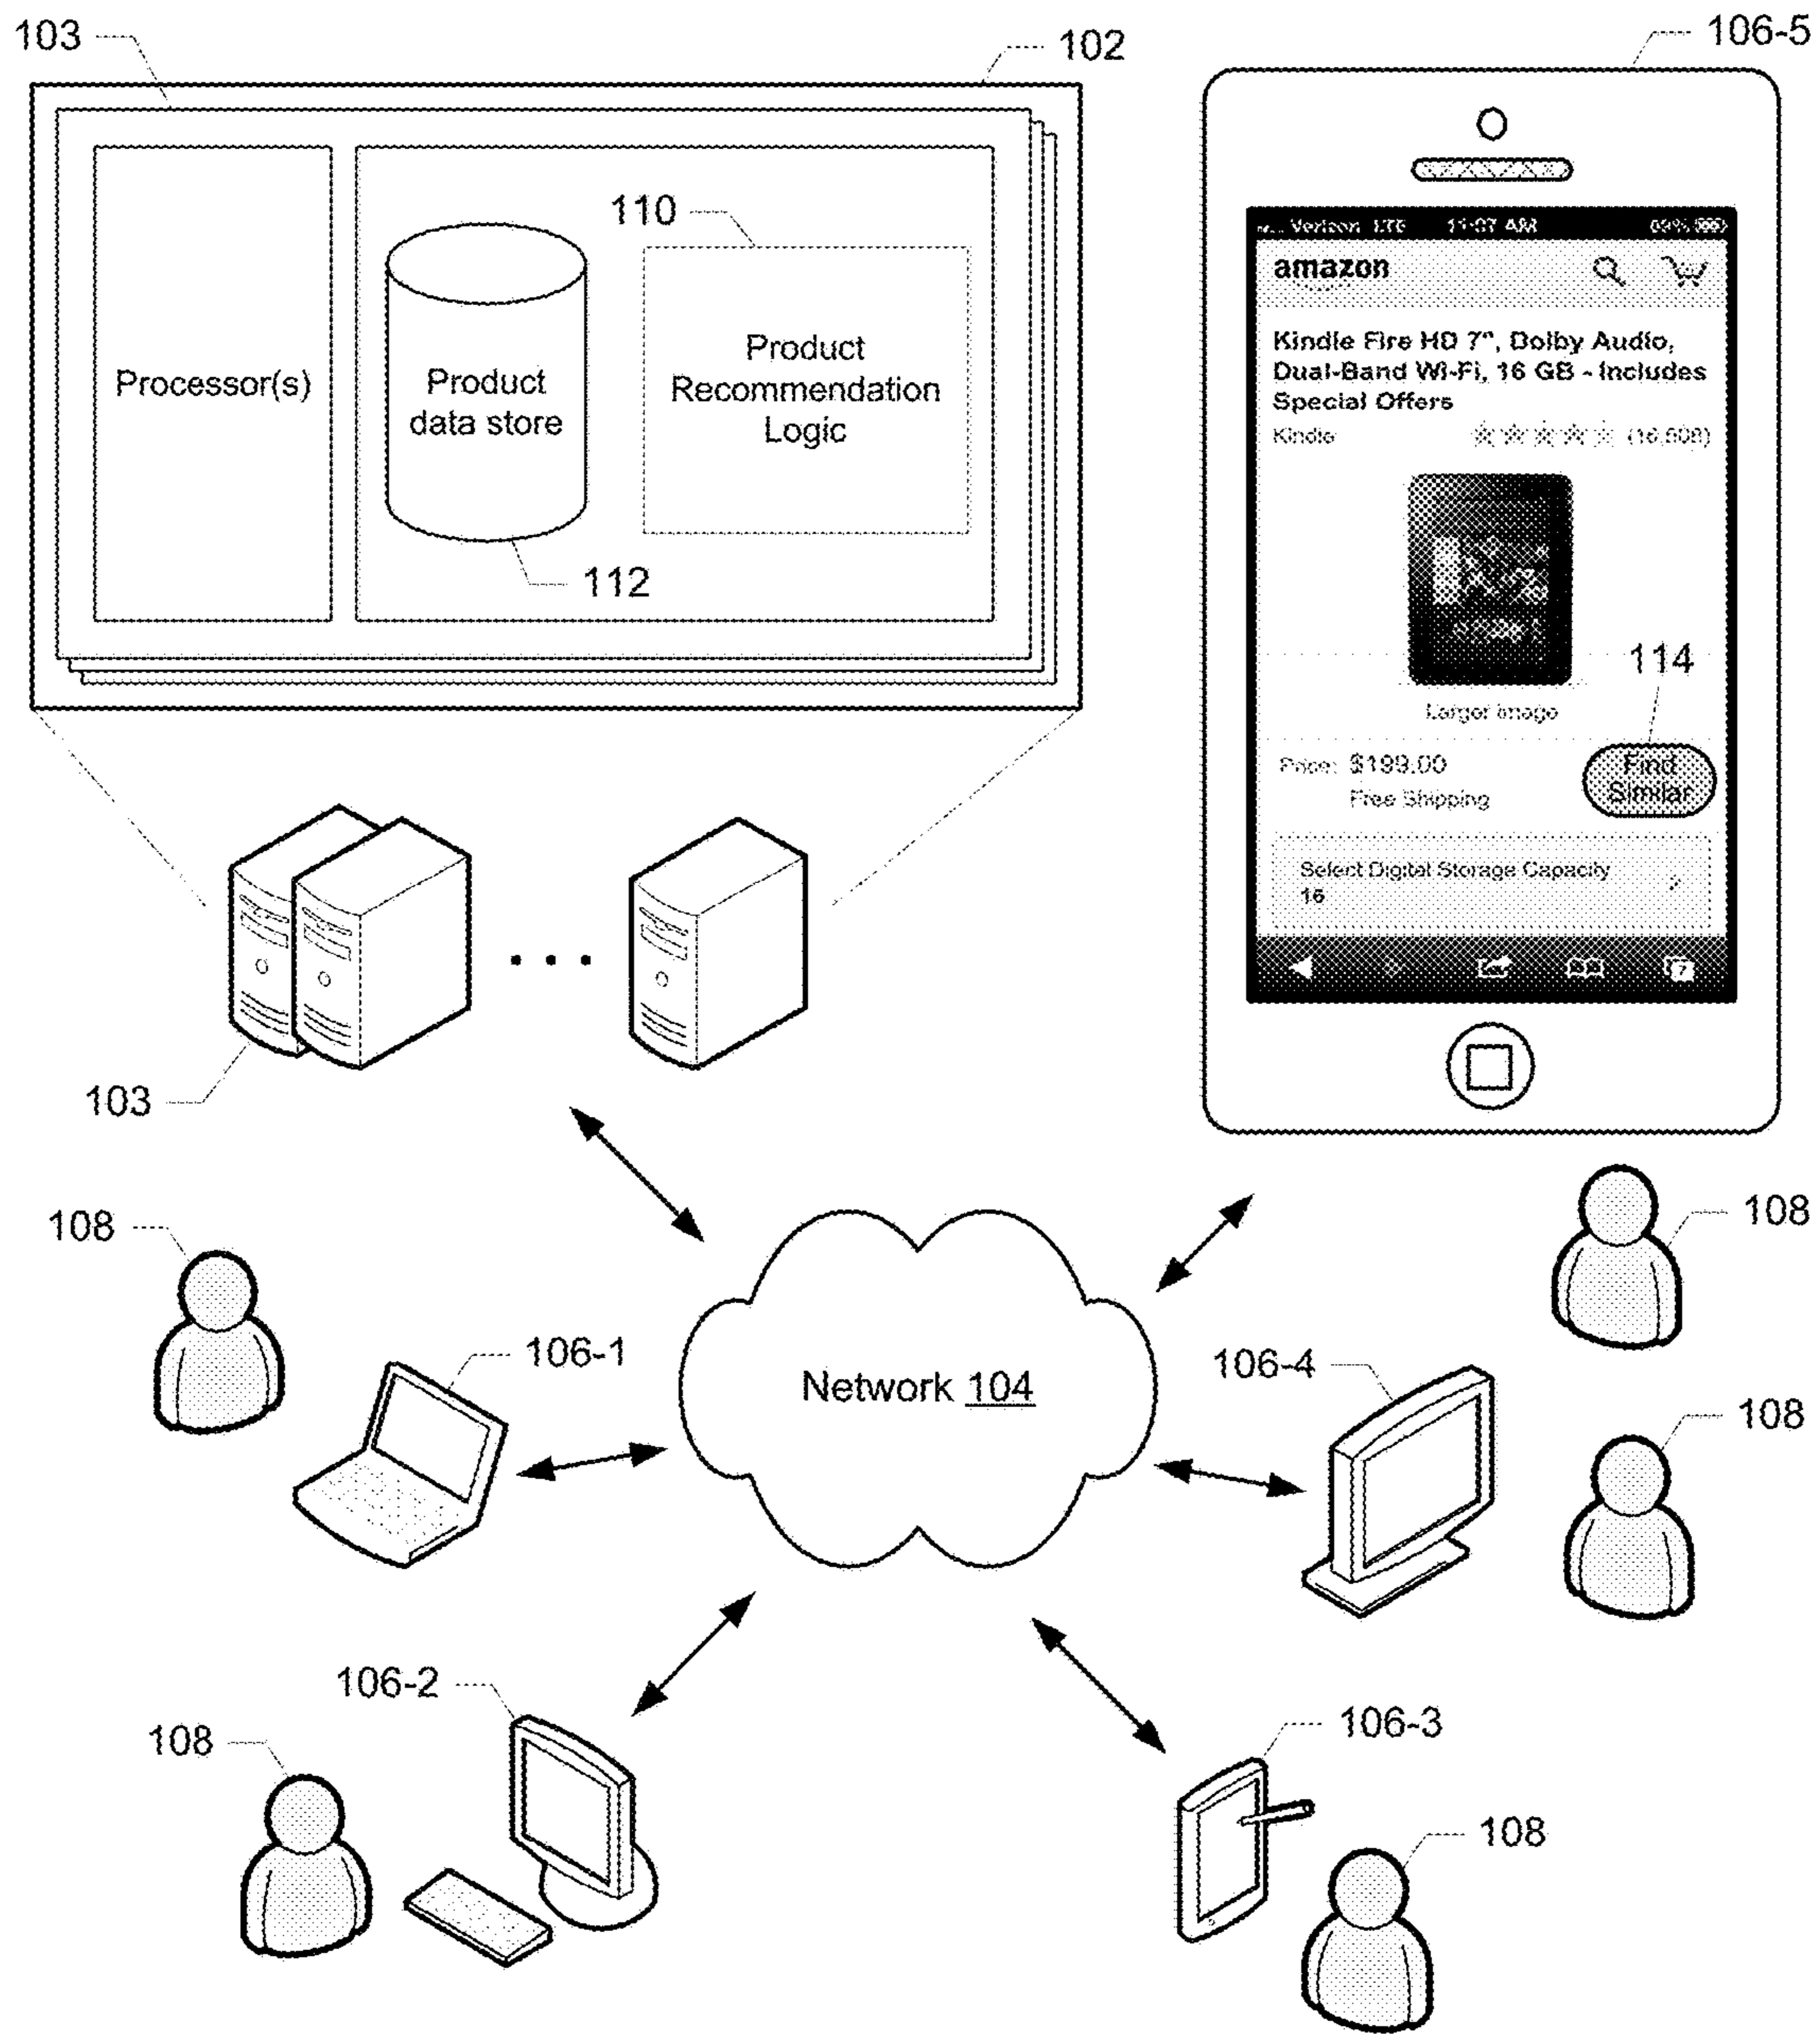 103
102
106-5
110
Processor(s)
Product
data store
Product
Recommendation
Logic
112
Verizon LTE
AM
amazon
Kindle Fire HD 7", Dolby Audio,
Dual-Band Wi-Fi, 16 GB - Includes
Special Offers
Kindle
114
Larger image
Price: $199.00
Free Shipping
Find
Similar
Select Digital Storage Capacity
16
103
108
108
106-1
106-4
Network 104
108
106-2
106-3
108
108